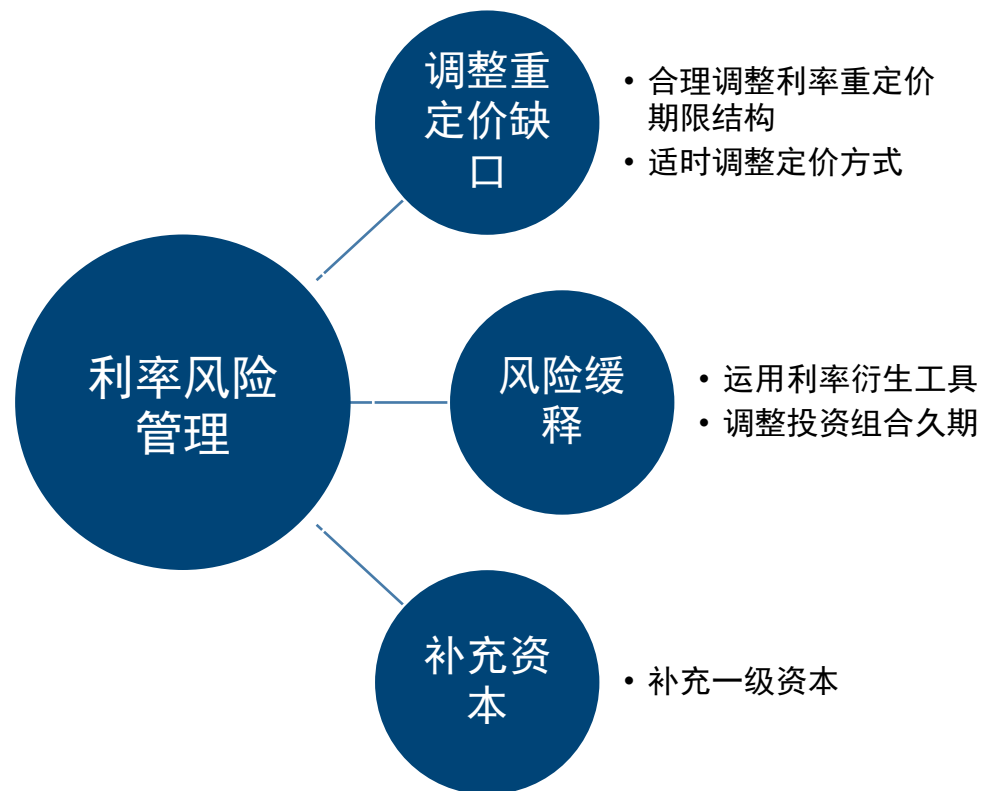 调整重
定价缺
口
• 合理调整利率重定价
期限结构
• 适时调整定价方式
利率风险
管理
风险缓
释
• 运用利率衍生工具
• 调整投资组合久期
补充资
本
• 补充一级资本